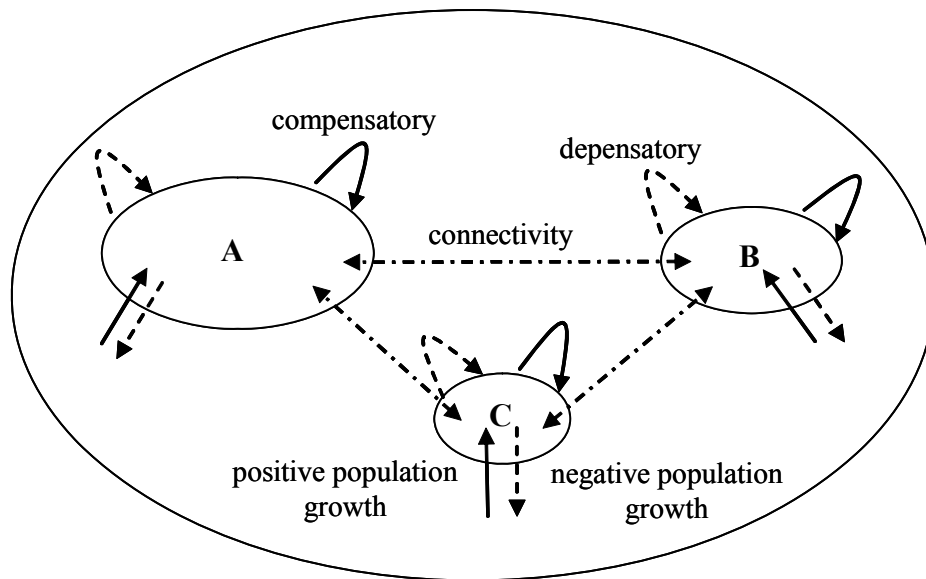 compensatory
depensatory
connectivity
A
B
C
positive population
growth
negative population
growth